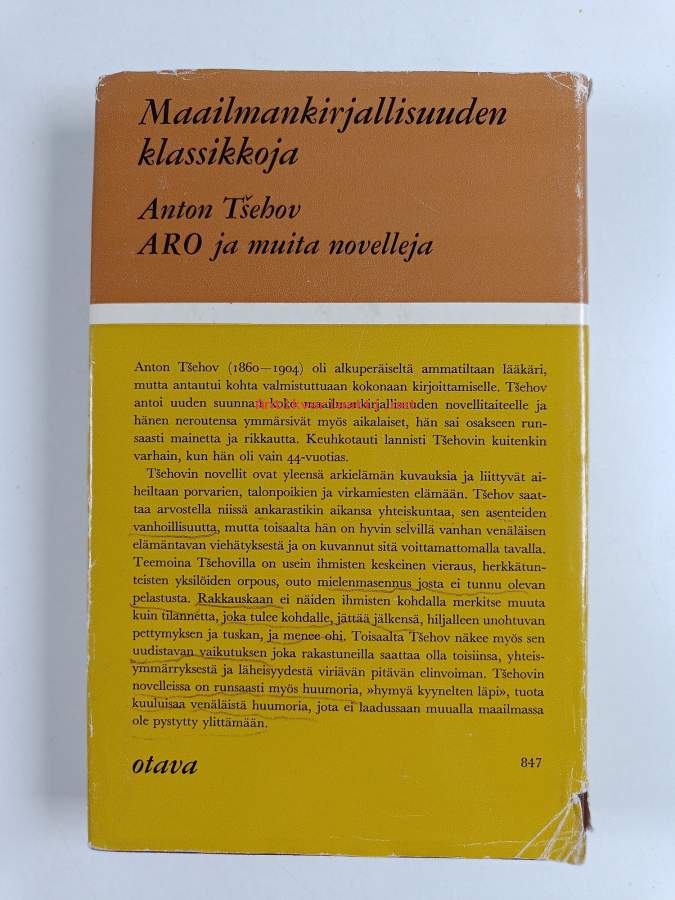 Maailmankirjallisuuden
klassikkoja
Anton Tšehov
ARO ja muita novelleja
Anton Tšehov (1860—1904) oli alkuperäiseltä ammatiltaan lääkäri,
mutta antautui kohta valmistuttuaan kokonaan kirjoittamiselle. Tšehov
antoi uuden suunnan koko maailmankirjallisuuden novellitaiteelle ja
hänen neroutensa ymmärsivät myös aikalaiset, hän sai osakseen run-
saasti mainetta ja rikkautta. Keuhkotauti lannisti Tšehovin kuitenkin
varhain, kun hän oli vain 44-vuotias.
Tšehovin novellit ovat yleensä arkielämän kuvauksia ja liittyvät ai-
heiltaan porvarien, talonpoikien ja virkamiesten elämään. Tšehov saat-
taa arvostella niissä ankarastikin aikansa yhteiskuntaa, sen asenteiden
vanhoillisuutta, mutta toisaalta hän on hyvin selvillä vanhan venäläisen
elämäntavan viehätyksestä ja on kuvannut sitä voittamattomalla tavalla.
Teemoina Tšehovilla on usein ihmisten keskeinen vieraus, herkkätun-
teisten yksilöiden orpous, outo mielenmasennus josta ei tunnu olevan
pelastusta. Rakkauskaan ei näiden ihmisten kohdalla merkitse muuta
kuin tilannetta, joka tulee kohdalle, jättää jälkensä, hiljalleen unohtuvan
pettymyksen ja tuskan, ja menee ohi. Toisaalta Tšehov näkee myös sen
uudistavan vaikutuksen joka rakastuneilla saattaa olla toisiinsa, yhteis-
ymmärryksestä ja läheisyydestä viriävän pitävän elinvoiman. Tšehovin
novelleissa on runsaasti myös huumoria, »hymyä kyynelten läpi», tuota
kuuluisaa venäläistä huumoria, jota ei laadussaan muualla maailmassa
ole pystytty ylittämään.
otava
847